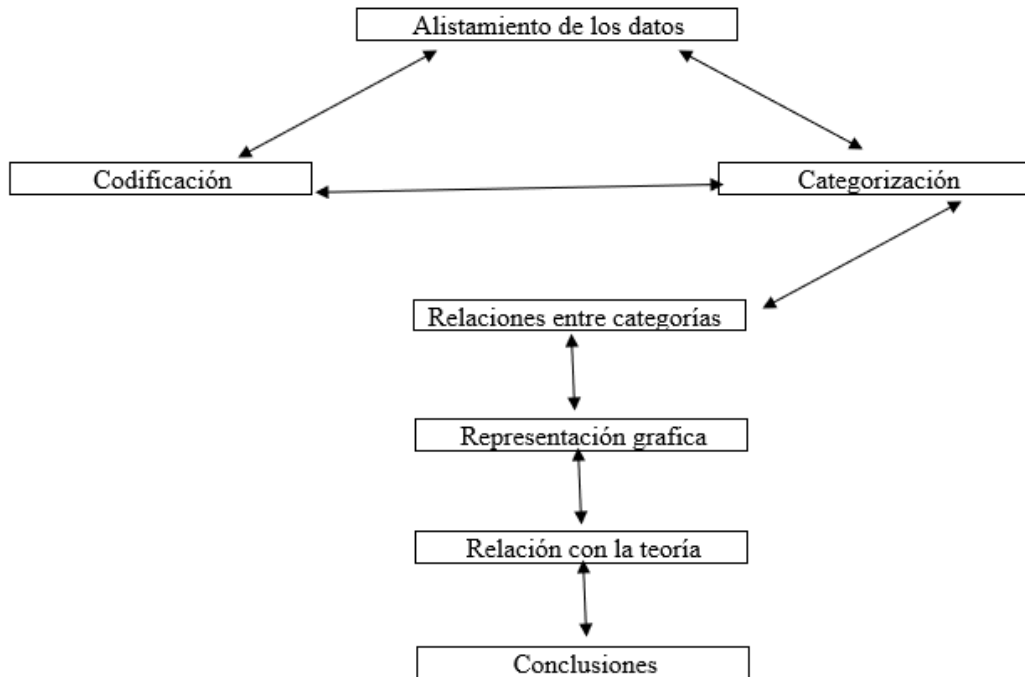 Alistamiento de los datos
Codificación
Categorización
Relaciones entre categorías
Representación grafica
Relación con la teoría
Conclusiones